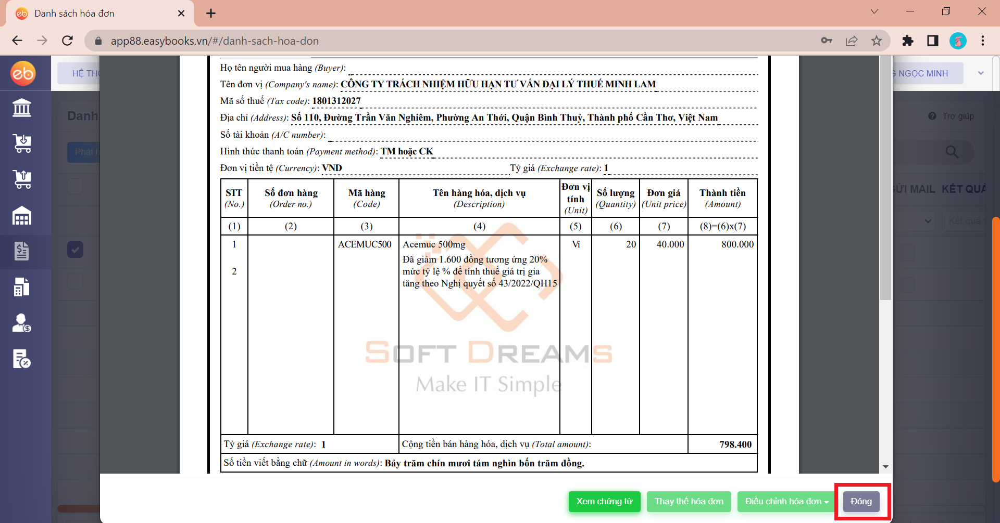 Danh sách hóa đơn
app88.easybooks.vn/#/danh-sach-hoa-don
eb
HỆ THỐ
G NGỌC MINH
Danh
Trợ giúp
Phát h
GỬI MAIL KẾT QUẢ
Kết quả
Họ tên người mua hàng (Buyer):
Tên đơn vị (Company's name): CÔNG TY TRÁCH NHIỆM HỮU HẠN TƯ VẤN ĐẠI LÝ THUẾ MINH LAM
Mã số thuế (Tax code): 1801312027
Địa chỉ (Address): Số 110, Đường Trần Văn Nghiêm, Phường An Thới, Quận Bình Thuỷ, Thành phố Cần Thơ, Việt Nam
Số tài khoản (A/C number):
Hình thức thanh toán (Payment method): TM hoặc CK
Đơn vị tiền tệ (Currency): VND Tỷ giá (Exchange rate): 1
STT (No.) Số đơn hàng (Order no.) Mã hàng (Code) Tên hàng hóa, dịch vụ (Description) Đơn vị tính (Unit) Số lượng (Quantity) Đơn giá (Unit price) Thành tiền (Amount)
(1) (2) (3) (4) (5) (6) (7) (8)=(6)x(7)
1 ACEMUC500 Acemuc 500mg Vi 20 40.000 800.000
Đã giảm 1.600 đồng tương ứng 20%
2 mức tỷ lệ % để tính thuế giá trị gia
tăng theo Nghị quyết số 43/2022/QH15
SOFT DREAMS
Make IT Simple
Tỷ giá (Exchange rate): 1 Cộng tiền bán hàng hóa, dịch vụ (Total amount): 798.400
Số tiền viết bằng chữ (Amount in words): Bảy trăm chín mươi tám nghìn bốn trăm đồng.
Xem chứng từ Thay thế hóa đơn Điều chỉnh hóa đơn Đóng